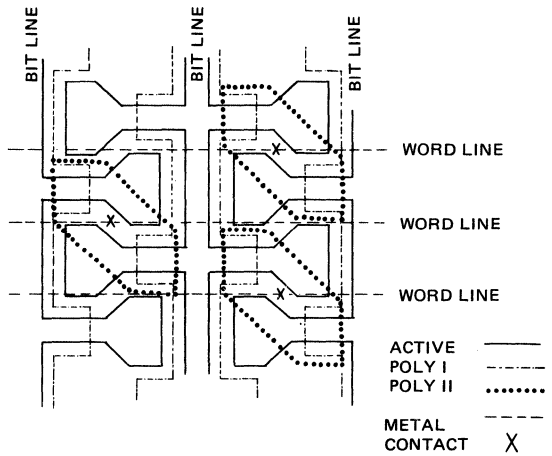 BIT LINE
BIT LINE
BIT LINE
WORD LINE
WORD LINE
WORD LINE
ACTIVE
POLY I
POLY II
METAL
CONTACT X